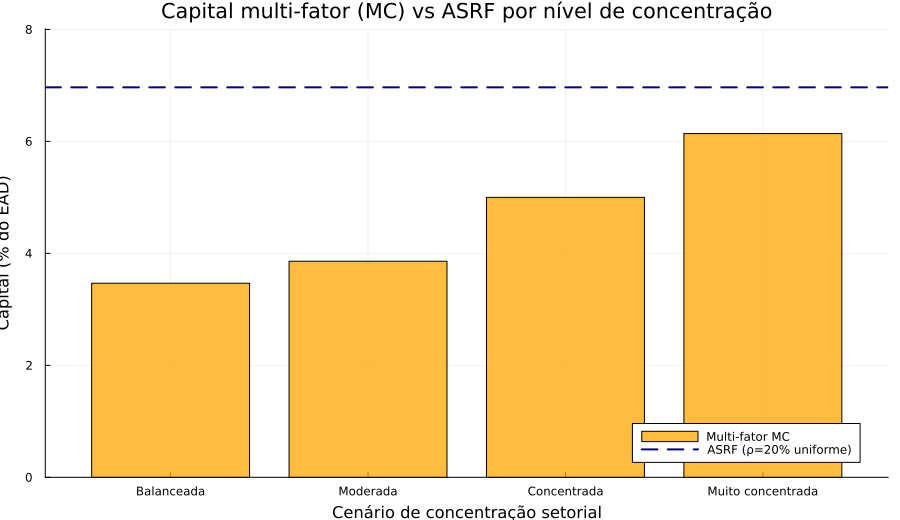 Capital multi-fator (MC) vs ASRF por nível de concentração
Capital (% do EAD)
8
6
4
2
0
Balanceada
Moderada
Concentrada
Muito concentrada
Multi-fator MC
ASRF (ρ=20% uniforme)
Cenário de concentração setorial